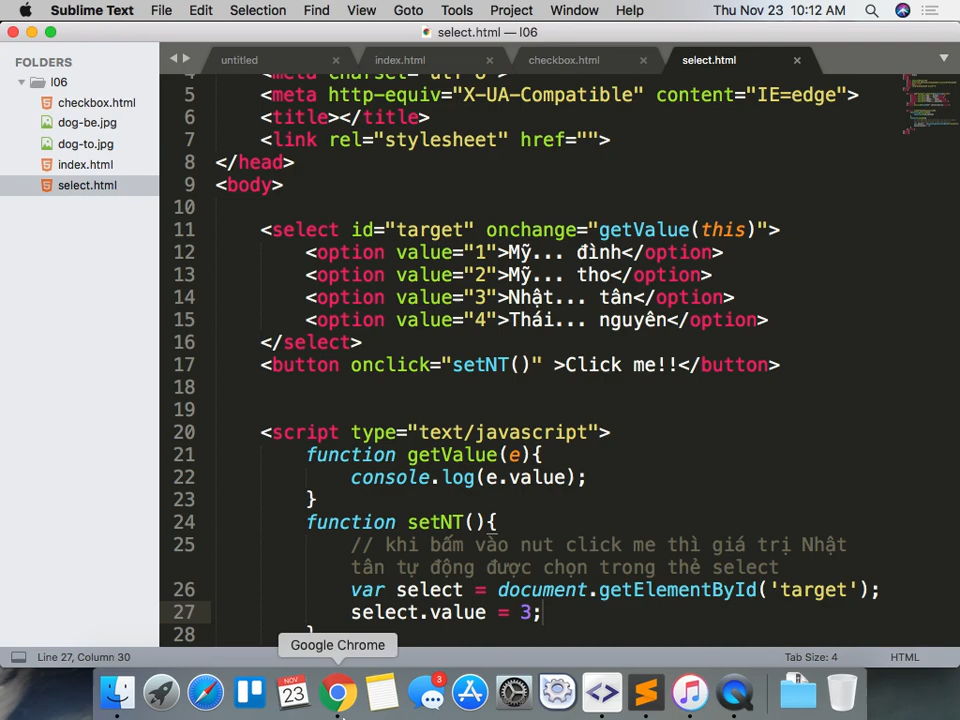 Sublime Text File Edit Selection Find View Goto Tools Project Window Help Thu Nov 23 10:12 AM
select.html — l06
FOLDERS
l06
checkbox.html
dog-be.jpg
dog-to.jpg
index.html
select.html
untitled index.html checkbox.html select.html
5 <meta http-equiv="X-UA-Compatible" content="IE=edge">
6 <title></title>
7 <link rel="stylesheet" href="">
8 </head>
9 <body>
10
11 <select id="target" onchange="getValue(this)">
12 <option value="1">Mỹ... đình</option>
13 <option value="2">Mỹ... tho</option>
14 <option value="3">Nhật... tân</option>
15 <option value="4">Thái... nguyên</option>
16 </select>
17 <button onclick="setNT()" >Click me!!</button>
18
19
20 <script type="text/javascript">
21 function getValue(e){
22 console.log(e.value);
23 }
24 function setNT(){
25 // khi bấm vào nut click me thì giá trị Nhật
tân tự động được chọn trong thẻ select
26 var select = document.getElementById('target');
27 select.value = 3;
28 }
Google Chrome
Line 27, Column 30 Tab Size: 4 HTML
NOV
23
3